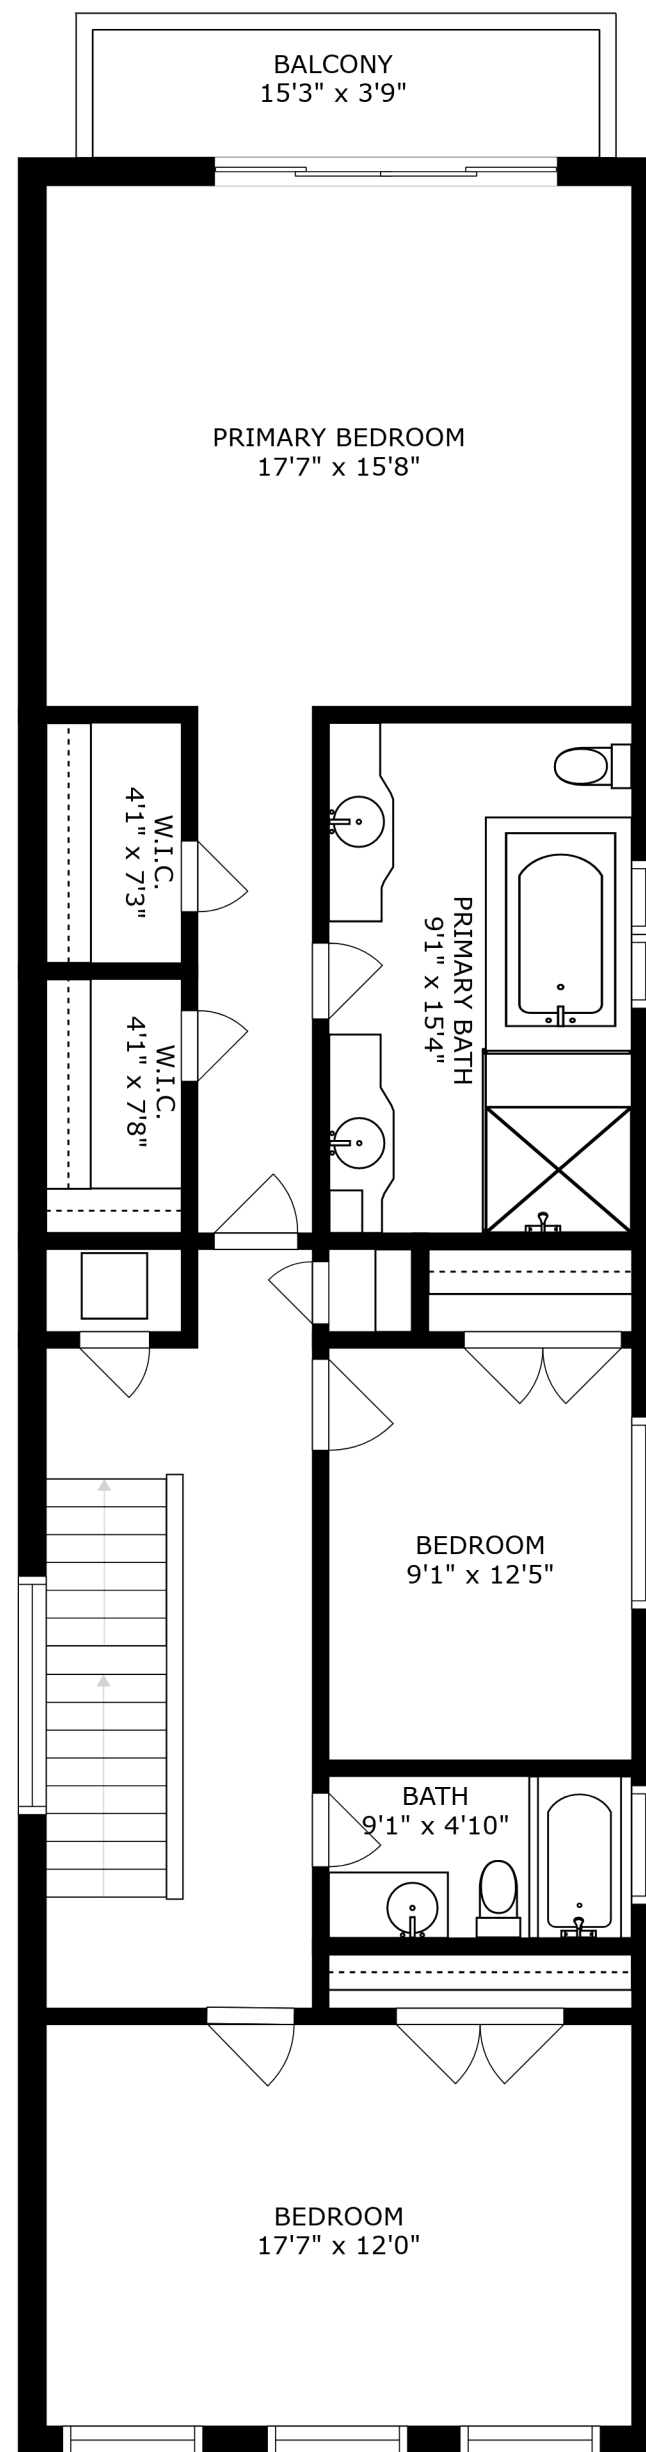 BALCONY
15'3" x 3'9"
PRIMARY BEDROOM
17'7" x 15'8"
W.I.C.
4'1" x 7'3"
PRIMARY BATH
9'1" x 15'4"
W.I.C.
4'1" x 7'8"
BEDROOM
9'1" x 12'5"
BATH
9'1" x 4'10"
BEDROOM
17'7" x 12'0"